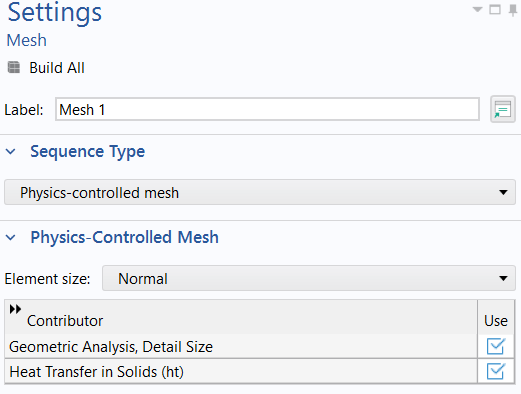 Settings
Mesh
Build All
Label: Mesh 1
Sequence Type
Physics-controlled mesh
Physics-Controlled Mesh
Element size: Normal
Contributor Use
Geometric Analysis, Detail Size
Heat Transfer in Solids (ht)